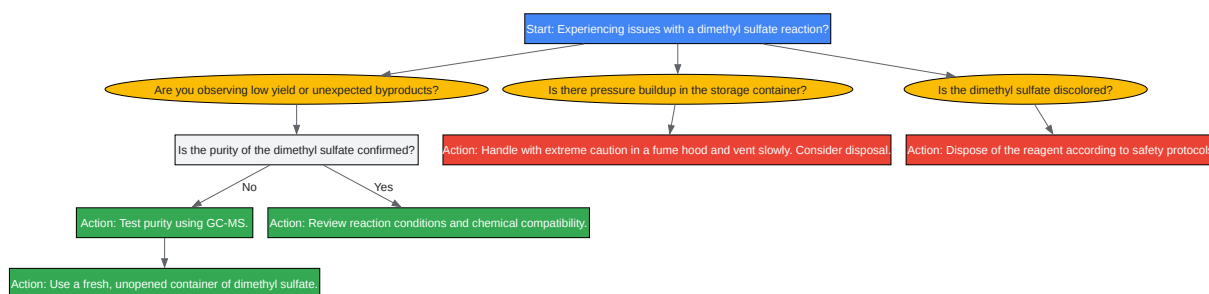 Start: Experiencing issues with a dimethyl sulfate reaction?
Are you observing low yield or unexpected byproducts?
Is there pressure buildup in the storage container?
Is the dimethyl sulfate discolored?
Is the purity of the dimethyl sulfate confirmed?
Action: Handle with extreme caution in a fume hood and vent slowly. Consider disposal.
Action: Dispose of the reagent according to safety protocols
No
Yes
Action: Test purity using GC-MS.
Action: Review reaction conditions and chemical compatibility.
Action: Use a fresh, unopened container of dimethyl sulfate.